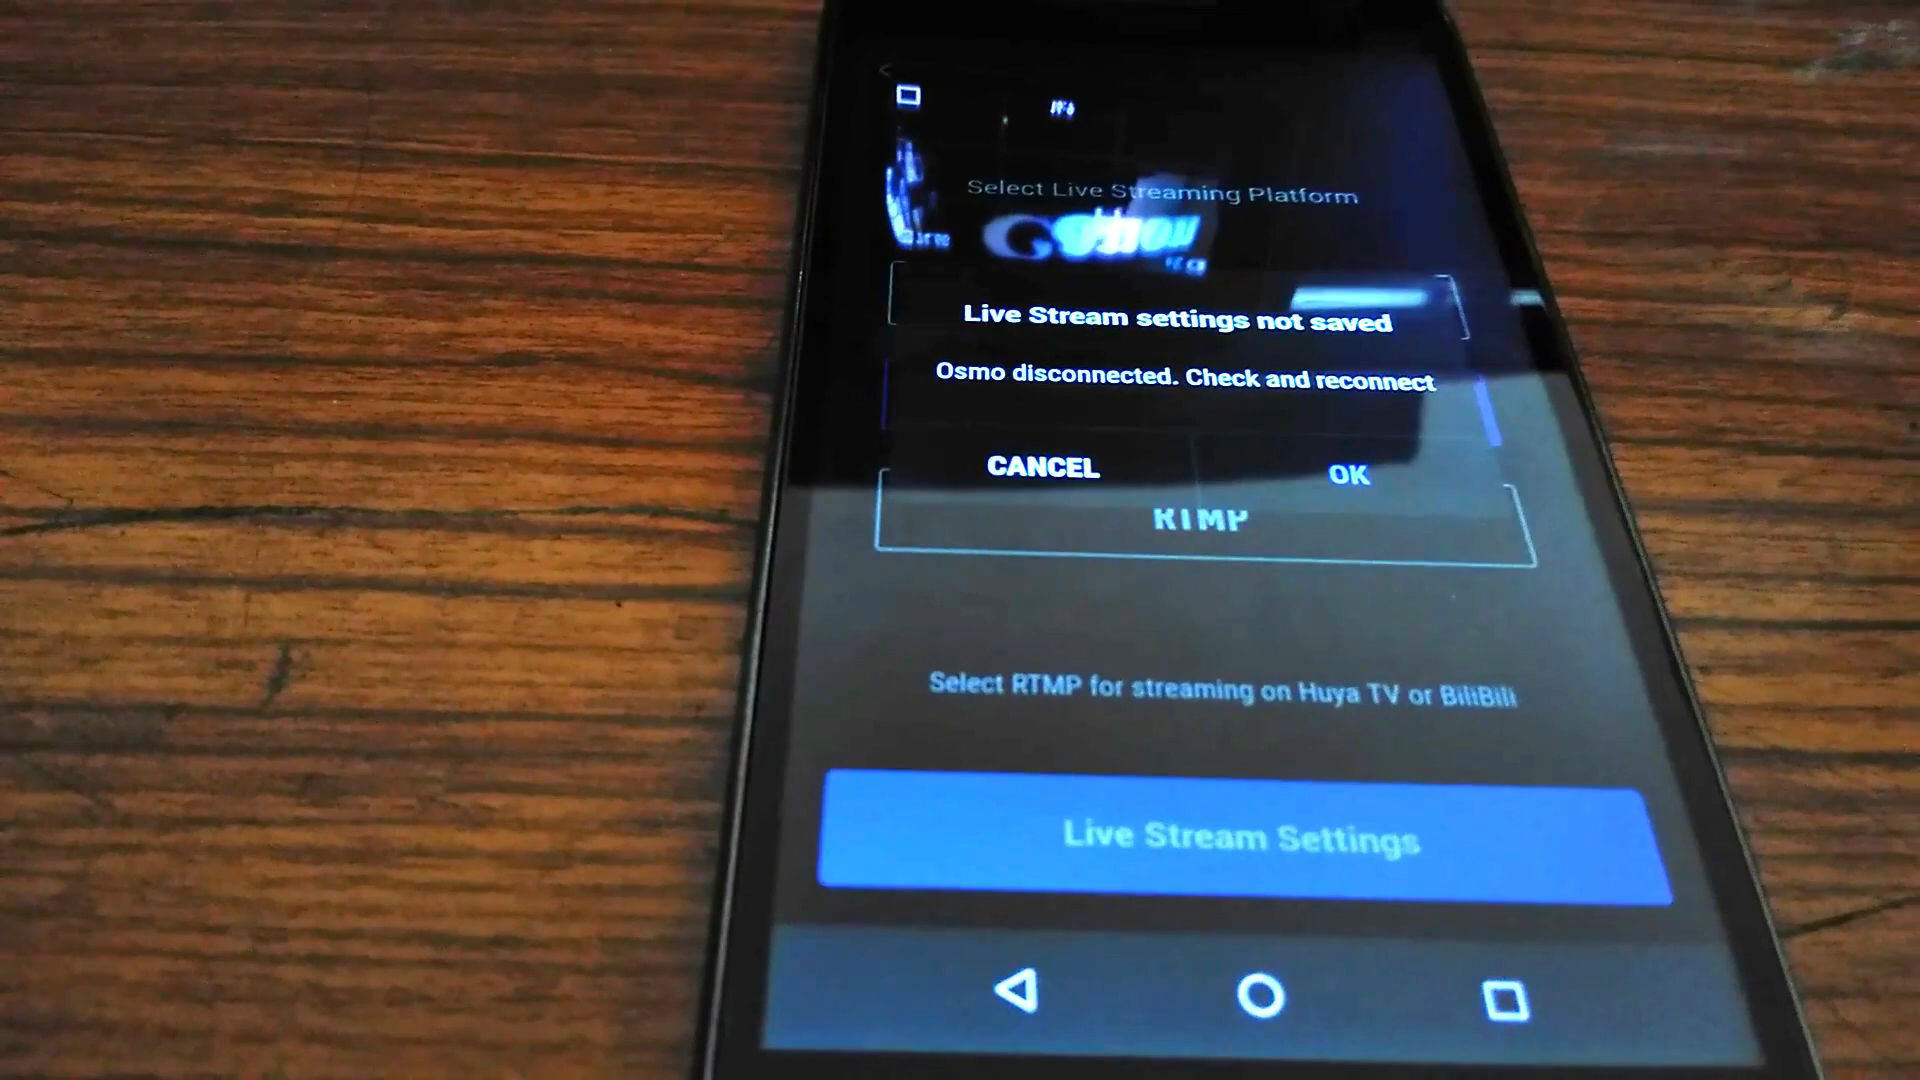 Select Live Streaming Platform
Live Stream settings not saved
Osmo disconnected. Check and reconnect
CANCEL
OK
RTMP
Select RTMP for streaming on Huya TV or BiliBili
Live Stream Settings